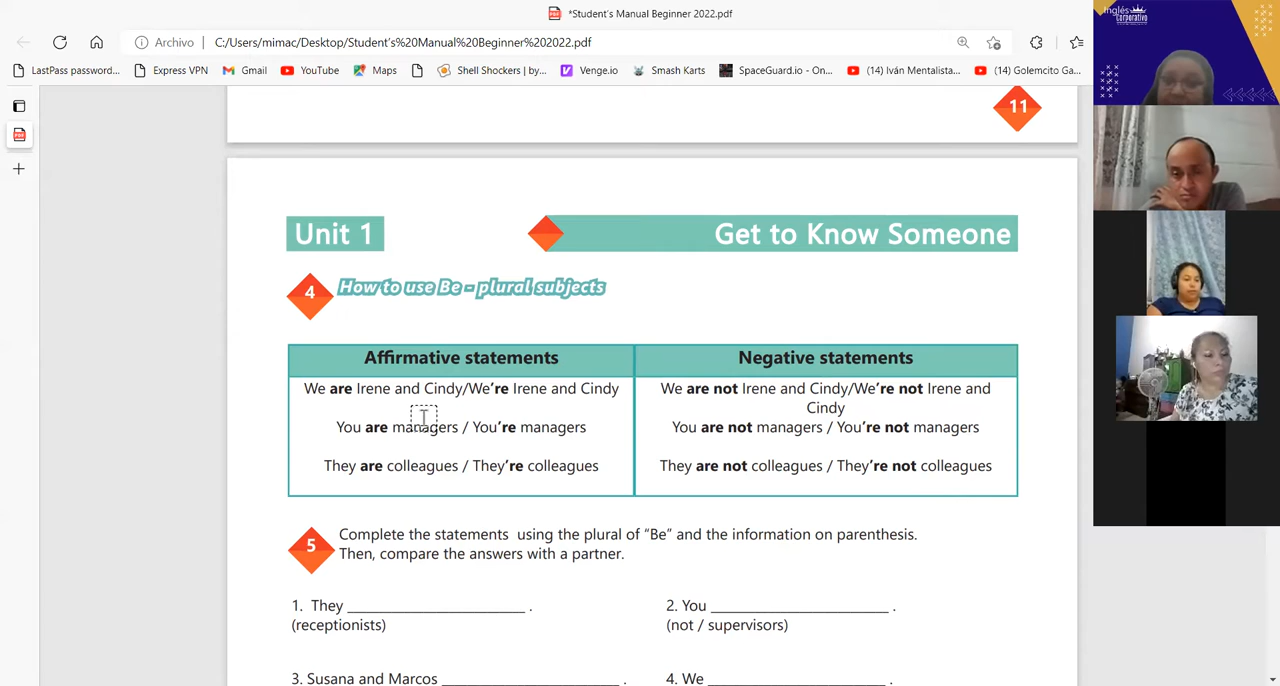 *Student's Manual Beginner 2022.pdf
Archivo | C:/Users/mimac/Desktop/Student's%20Manual%20Beginner%202022.pdf
LastPass password... Express VPN Gmail YouTube Maps Shell Shockers | by... Venge.io Smash Karts SpaceGuard.io - On... (14) Iván Mentalista... (14) Golemcito Ga...
Inglés
Corporativo
11
Unit 1
Get to Know Someone
4 How to use Be - plural subjects
Affirmative statements
We are Irene and Cindy/We're Irene and Cindy
You are managers / You're managers
They are colleagues / They're colleagues
Negative statements
We are not Irene and Cindy/We're not Irene and
Cindy
You are not managers / You're not managers
They are not colleagues / They're not colleagues
5 Complete the statements using the plural of “Be” and the information on parenthesis.
Then, compare the answers with a partner.
1. They ______________________ .
(receptionists)
2. You ______________________ .
(not / supervisors)
3. Susana and Marcos ______________________ .
4. We ______________________ .